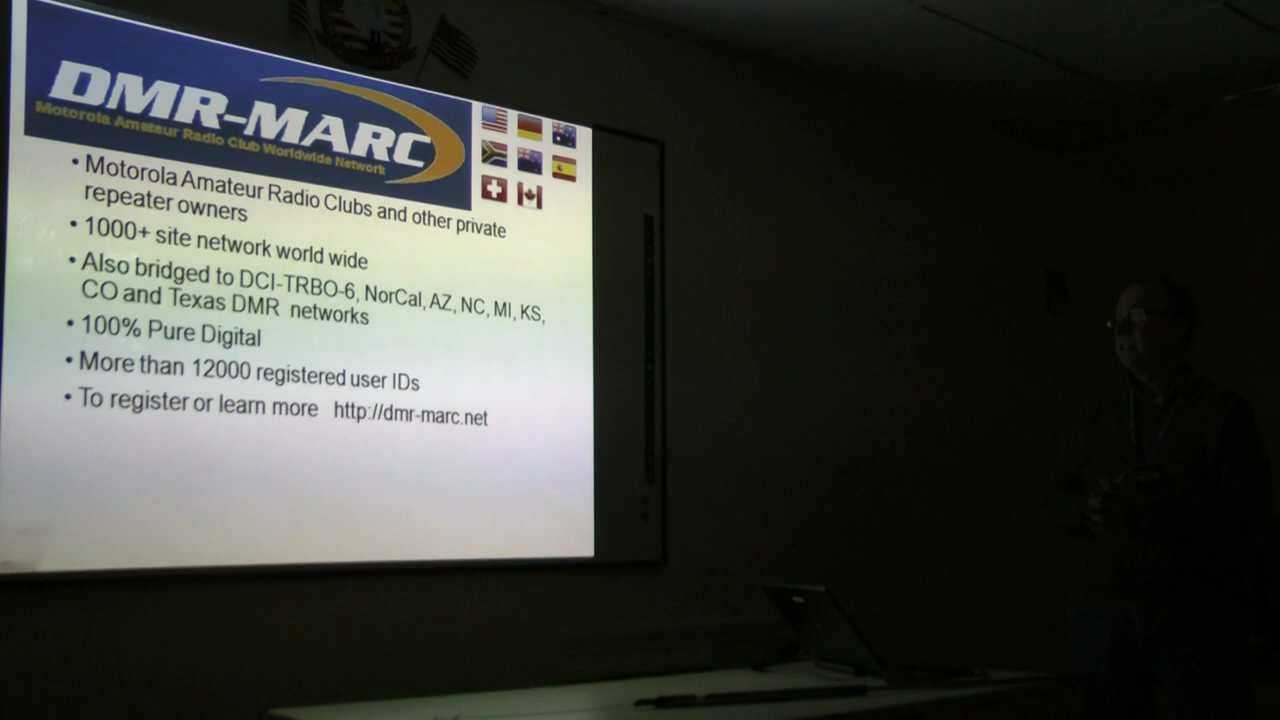 DMR-MARC
Motorola Amateur Radio Club Worldwide Network
• Motorola Amateur Radio Clubs and other private
repeater owners
• 1000+ site network world wide
• Also bridged to DCI-TRBO-6, NorCal, AZ, NC, MI, KS,
CO and Texas DMR networks
• 100% Pure Digital
• More than 12000 registered user IDs
• To register or learn more http://dmr-marc.net